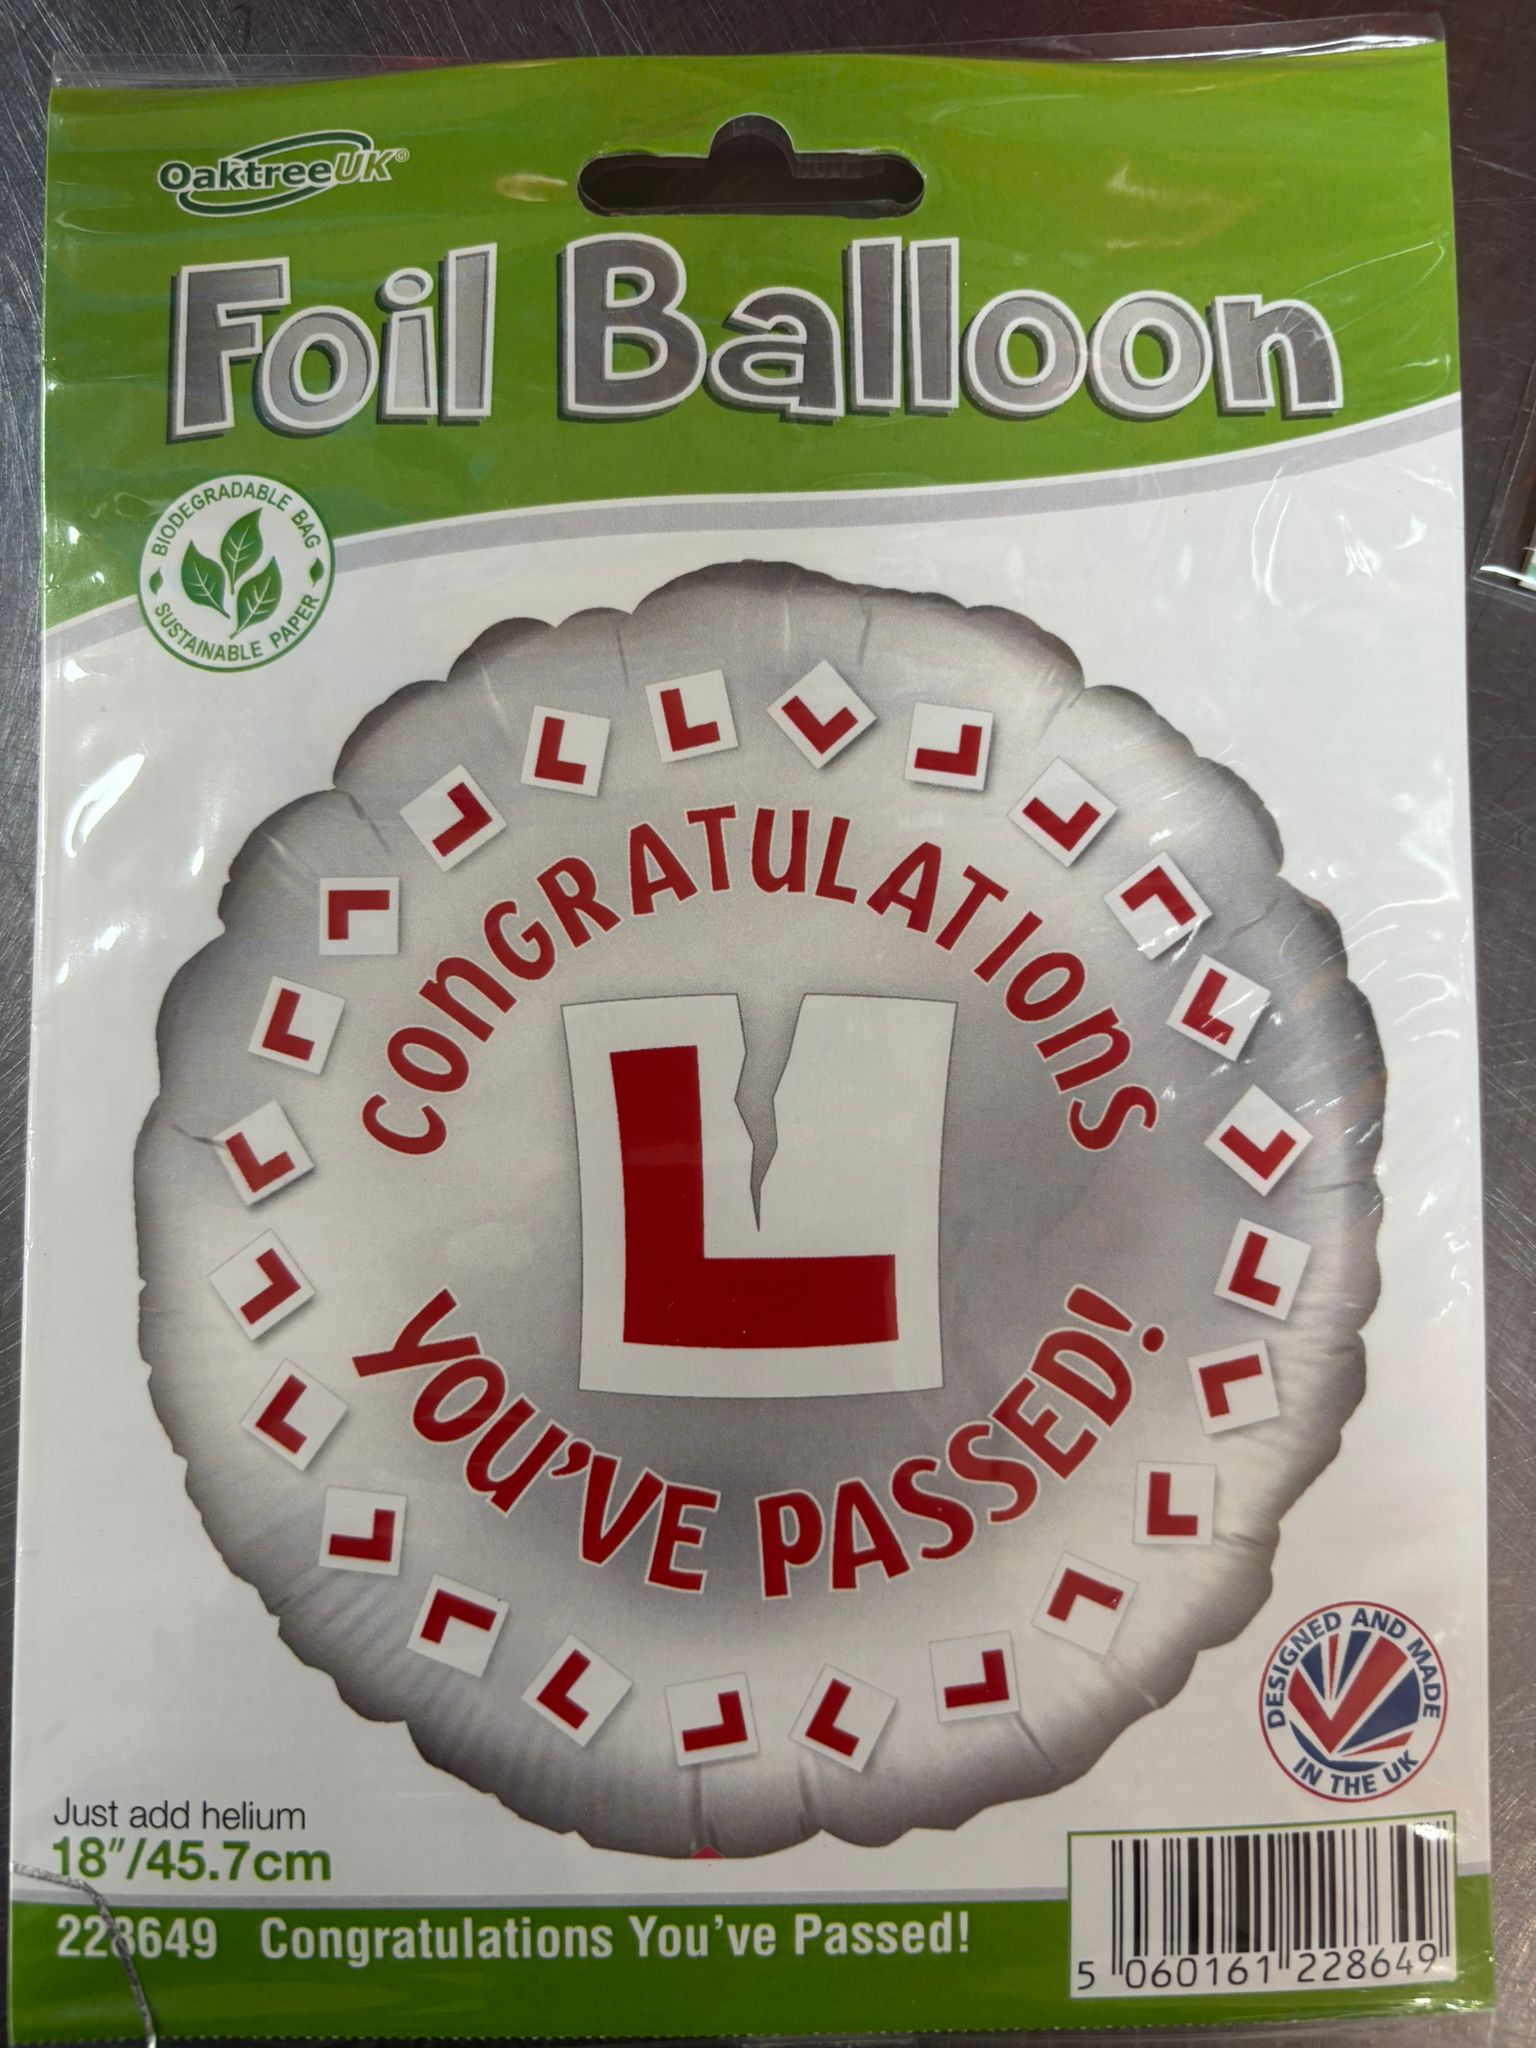 OaktreeUK®
Foil Balloon
BIODEGRADABLE BAG
SUSTAINABLE PAPER
CONGRATULATIONS
L
YOU'VE PASSED!
DESIGNED AND MADE
IN THE UK
Just add helium
18"/45.7cm
228649 Congratulations You've Passed!
5 060161 228649